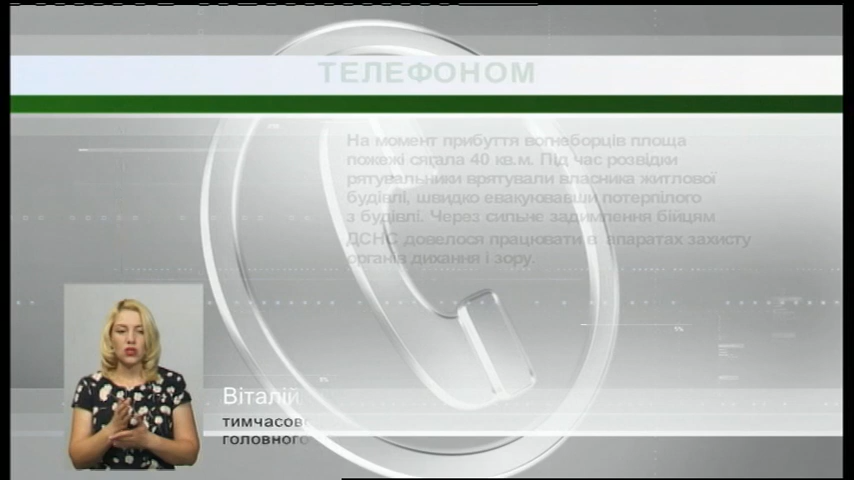 ТЕЛЕФОНОМ
На момент прибуття вогнеборців площа
пожежі сягала 40 кв.м. Під час розвідки
рятувальники врятували власника житлової
будівлі, швидко евакуювавши потерпілого
з будівлі. Через сильне задимлення бійцям
ДСНС довелося працювати в апаратах захисту
органів дихання і зору.
Віталій
тимчасово
головного